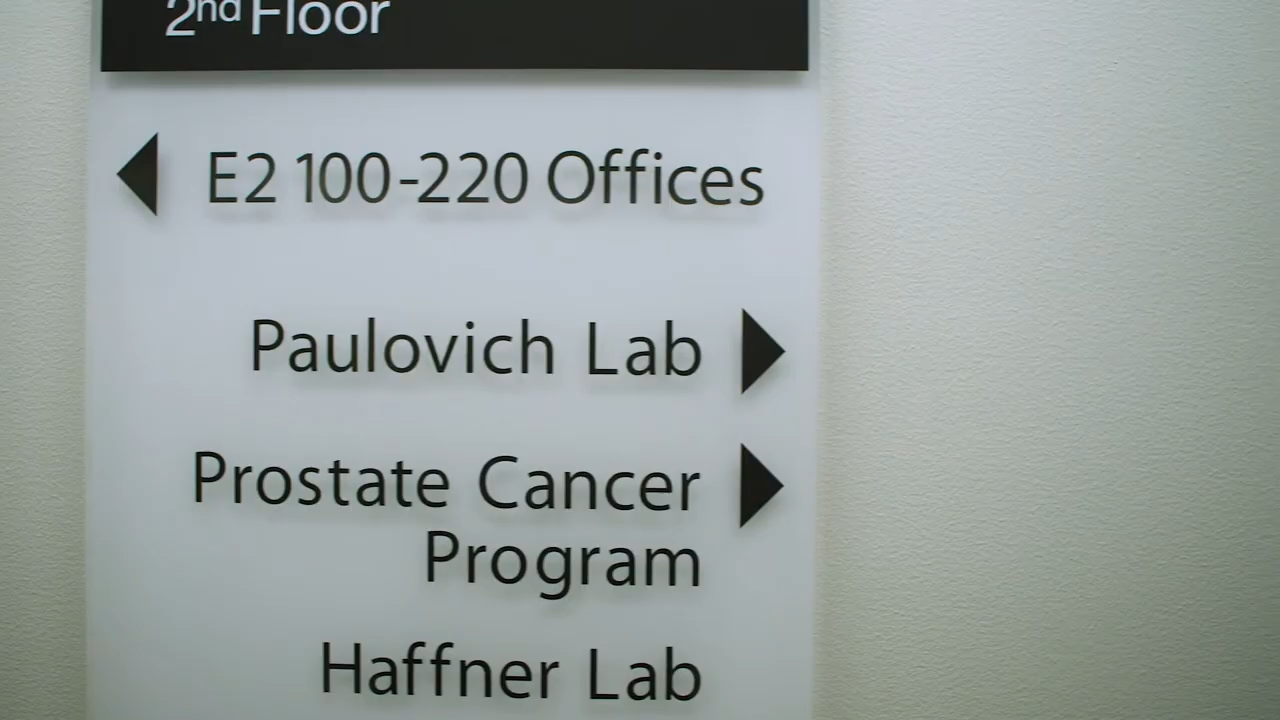 2nd Floor
E2 100-220 Offices
Paulovich Lab
Prostate Cancer
Program
Haffner Lab